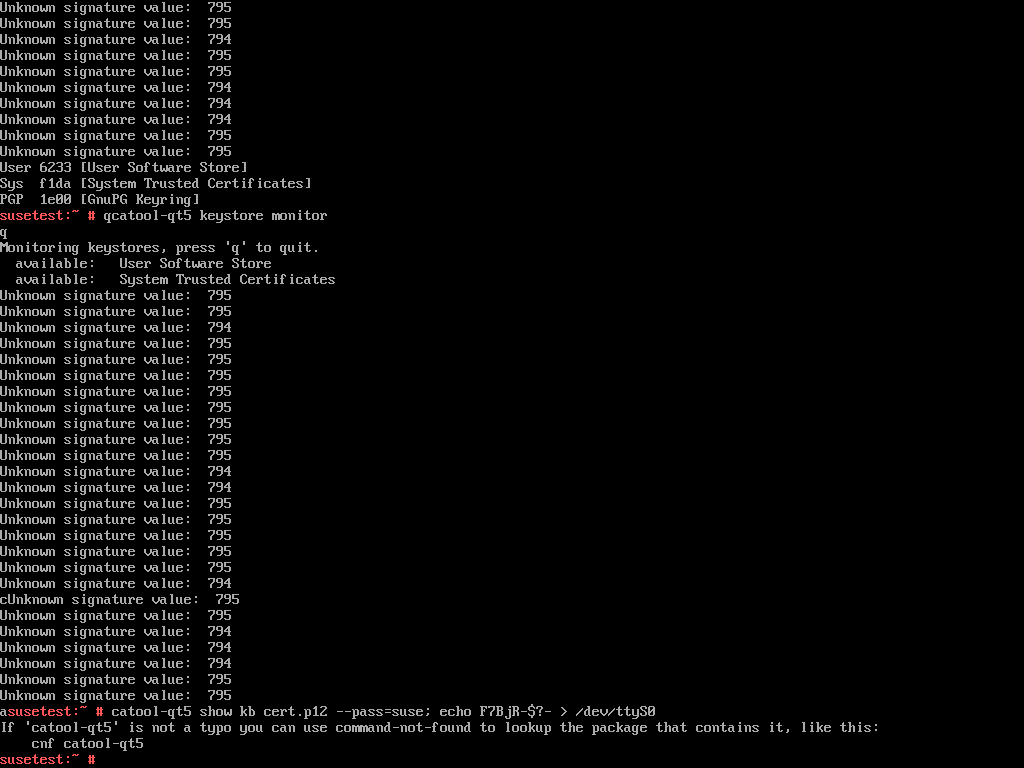 Unknown signature value:  795
Unknown signature value:  795
Unknown signature value:  794
Unknown signature value:  795
Unknown signature value:  795
Unknown signature value:  794
Unknown signature value:  794
Unknown signature value:  794
Unknown signature value:  795
Unknown signature value:  795
User 6233 [User Software Store]
Sys  f1da [System Trusted Certificates]
PGP  1e00 [GnuPG Keyring]
susetest:~ # qcatool-qt5 keystore monitor
q
Monitoring keystores, press 'q' to quit.
  available:   User Software Store
  available:   System Trusted Certificates
Unknown signature value:  795
Unknown signature value:  795
Unknown signature value:  794
Unknown signature value:  795
Unknown signature value:  795
Unknown signature value:  795
Unknown signature value:  795
Unknown signature value:  795
Unknown signature value:  795
Unknown signature value:  795
Unknown signature value:  795
Unknown signature value:  794
Unknown signature value:  794
Unknown signature value:  795
Unknown signature value:  795
Unknown signature value:  795
Unknown signature value:  795
Unknown signature value:  795
Unknown signature value:  794
cUnknown signature value:  795
Unknown signature value:  795
Unknown signature value:  794
Unknown signature value:  794
Unknown signature value:  794
Unknown signature value:  795
Unknown signature value:  795
asusetest:~ # catool-qt5 show kb cert.p12 --pass=suse; echo F7BjR-$?- > /dev/ttyS0
If 'catool-qt5' is not a typo you can use command-not-found to lookup the package that contains it, like this:
    cnf catool-qt5
susetest:~ #